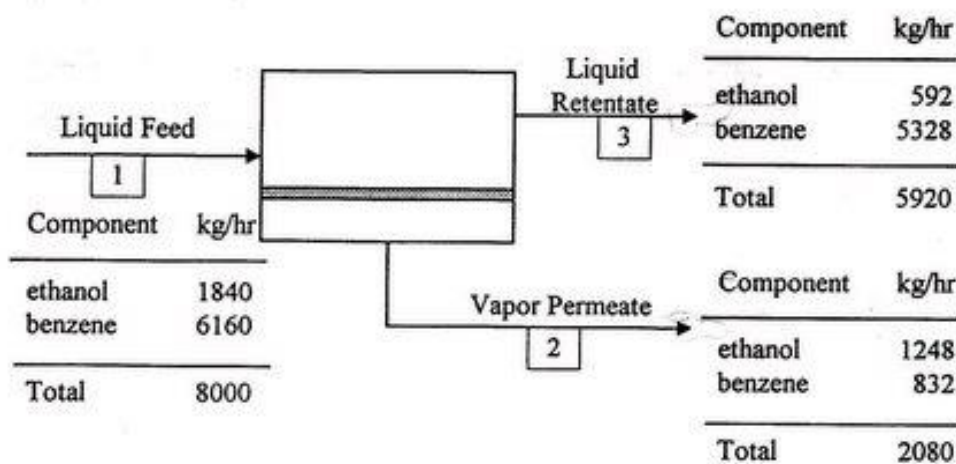 Liquid Feed
1
Component kg/hr
ethanol 1840
benzene 6160
Total 8000
Liquid
Retentate
3
Component kg/hr
ethanol 592
benzene 5328
Total 5920
Vapor Permeate
2
Component kg/hr
ethanol 1248
benzene 832
Total 2080